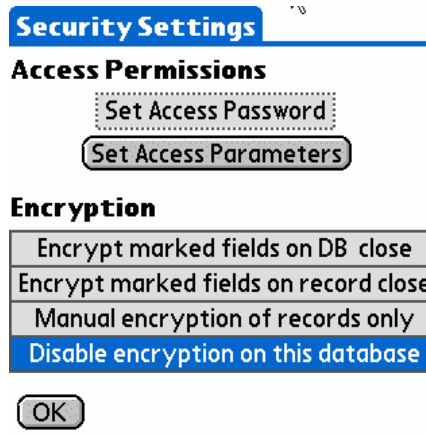 Security Settings
Access Permissions
Set Access Password
Set Access Parameters
Encryption
Encrypt marked fields on DB close
Encrypt marked fields on record close
Manual encryption of records only
Disable encryption on this database
OK